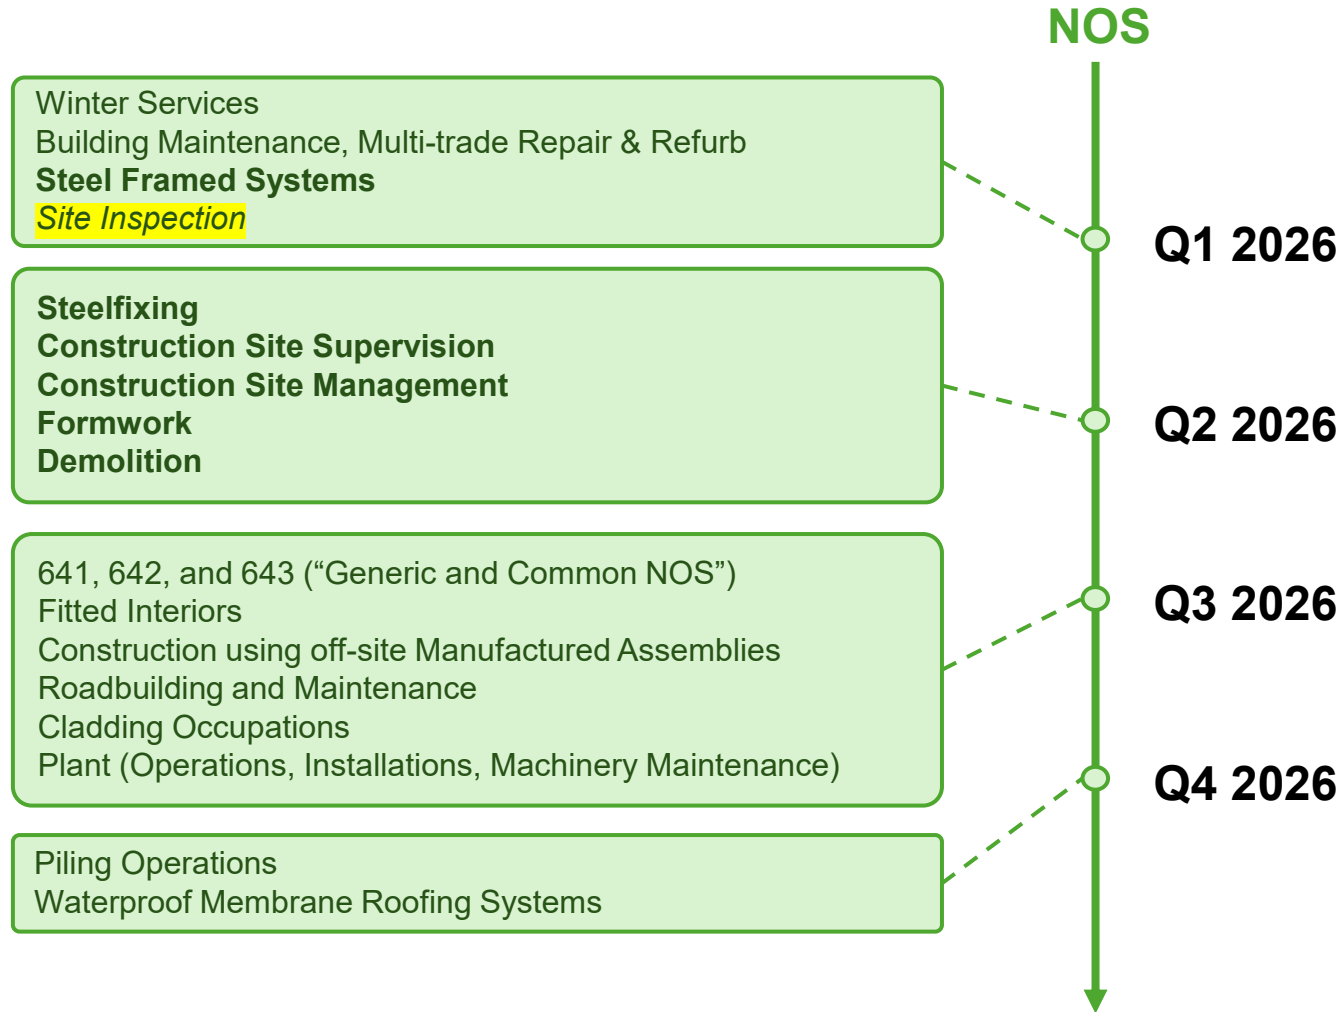 NOS
Winter Services
Building Maintenance, Multi-trade Repair & Refurb
Steel Framed Systems
Site Inspection
Q1 2026
Steelfixing
Construction Site Supervision
Construction Site Management
Formwork
Demolition
Q2 2026
641, 642, and 643 (“Generic and Common NOS”)
Fitted Interiors
Construction using off-site Manufactured Assemblies
Roadbuilding and Maintenance
Cladding Occupations
Plant (Operations, Installations, Machinery Maintenance)
Q3 2026
Piling Operations
Waterproof Membrane Roofing Systems
Q4 2026